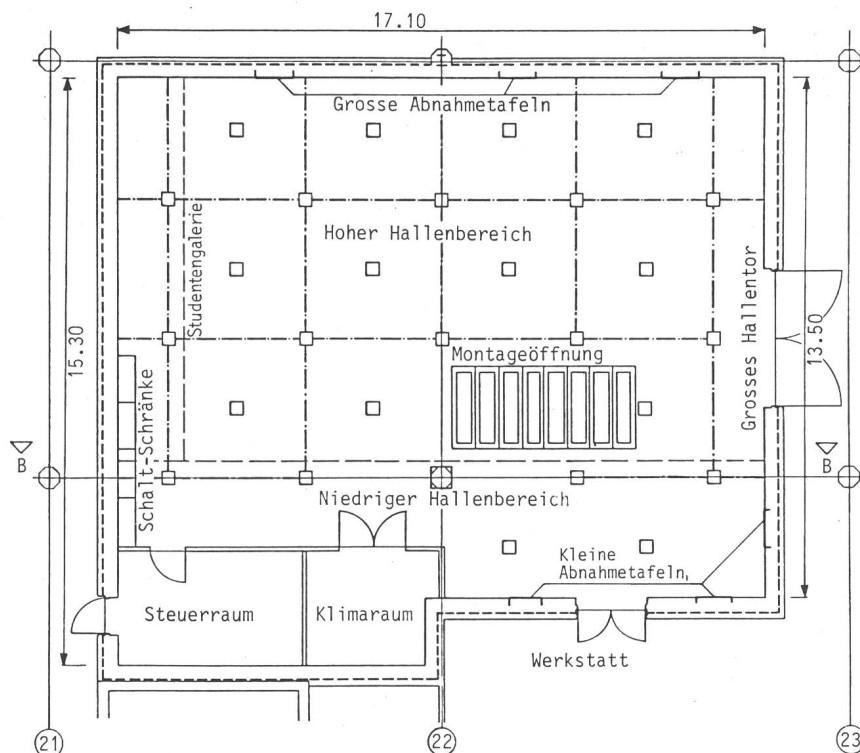 17.10
Grosse Abnahmetafeln
Studentengalerie
Hoher Hallenbereich
Grosses Hallentor
15.30
13.50
Montageöffnung
Schalt-Schränke
B
B
Niedriger Hallenbereich
Kleine
Abnahmetafeln
Steuerraum
Klimaraum
Werkstatt
21
22
23